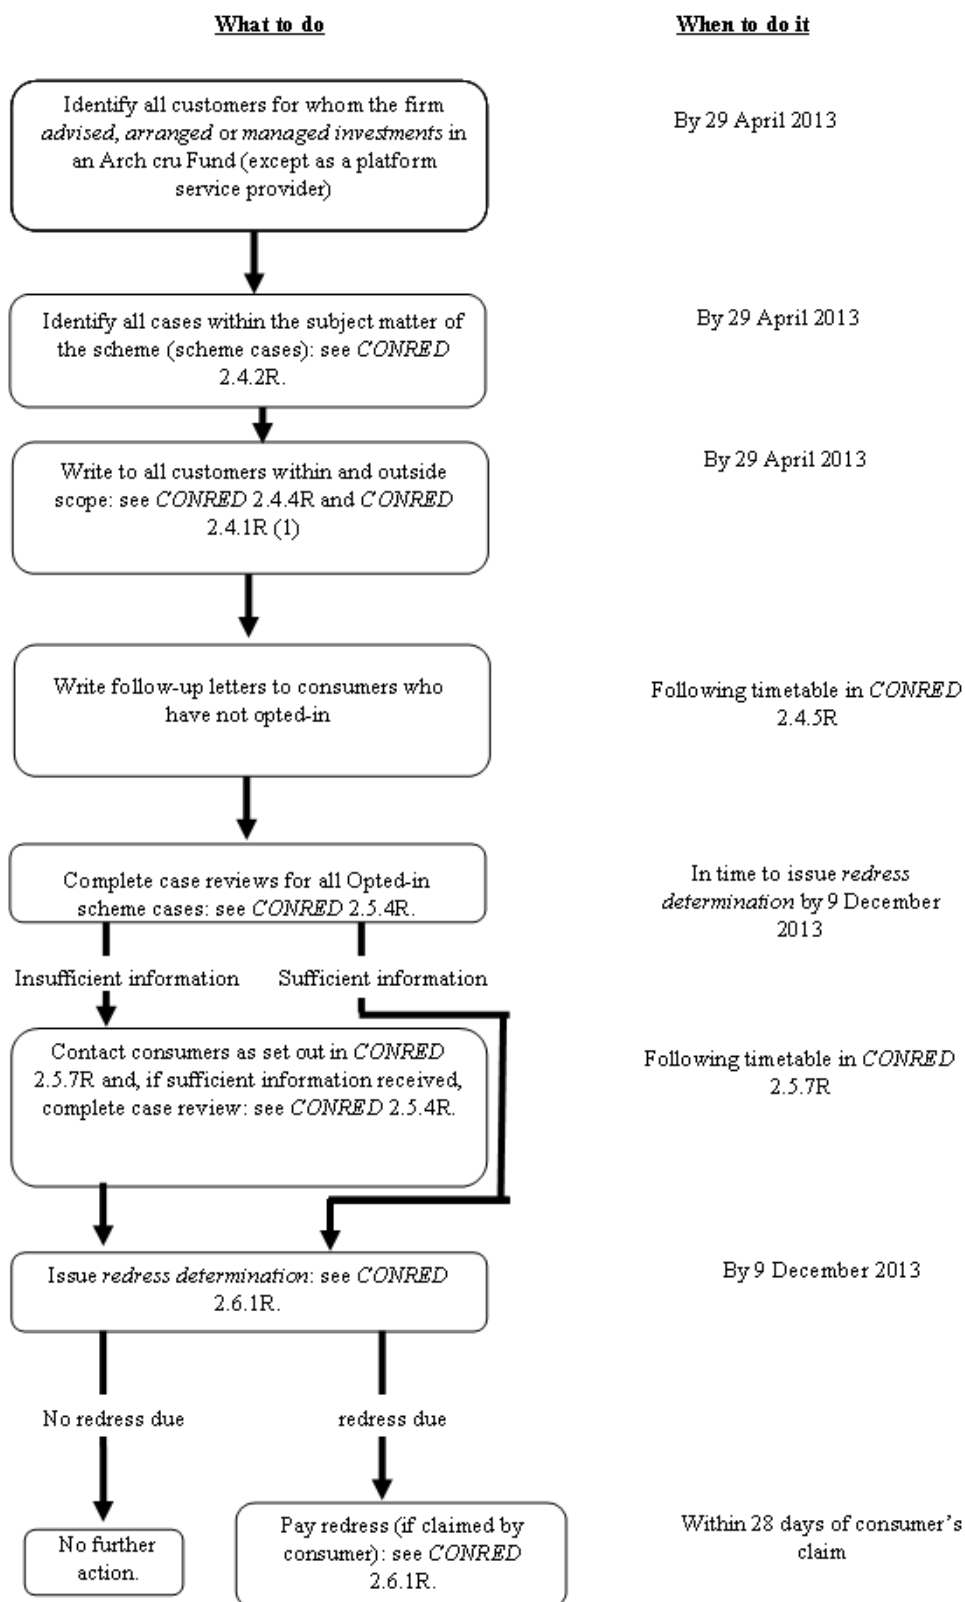 What to do
When to do it
Identify all customers for whom the firm
advised, arranged or managed investments in
an Arch cru Fund (except as a platform
service provider)
By 29 April 2013
Identify all cases within the subject matter of
the scheme (scheme cases): see CONRED
2.4.2R.
By 29 April 2013
Write to all customers within and outside
scope: see CONRED 2.4.4R and CONRED
2.4.1R (1)
By 29 April 2013
Write follow-up letters to consumers who
have not opted-in
Following timetable in CONRED
2.4.5R
Complete case reviews for all Opted-in
scheme cases: see CONRED 2.5.4R.
In time to issue redress
determination by 9 December
2013
Insufficient information
Sufficient information
Contact consumers as set out in CONRED
2.5.7R and, if sufficient information received,
complete case review: see CONRED 2.5.4R.
Following timetable in CONRED
2.5.7R
Issue redress determination: see CONRED
2.6.1R.
By 9 December 2013
No redress due
redress due
No further
action.
Pay redress (if claimed by
consumer): see CONRED
2.6.1R.
Within 28 days of consumer's
claim